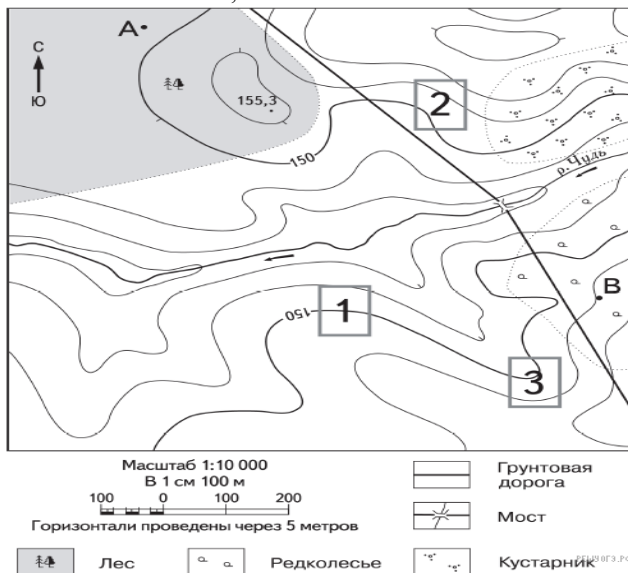 А
С
Ю
155,3
2
150
р. Чудь
В
150
1
3
Масштаб 1:10 000
В 1 см 100 м
100 0 100 200
Горизонтали проведены через 5 метров
Грунтовая
дорога
Мост
Лес
Редколесье
Кустарник